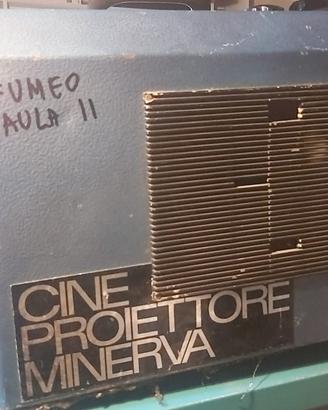 FUMEO
AULA 11
CINE
PROIETTORE
MINERVA